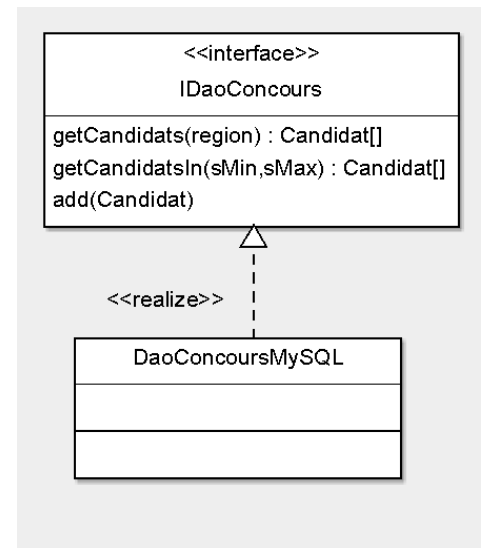 <<interface>>
IDaoConcours
getCandidats(region) : Candidat[]
getCandidatsIn(sMin,sMax) : Candidat[]
add(Candidat)
<<realize>>
DaoConcoursMySQL